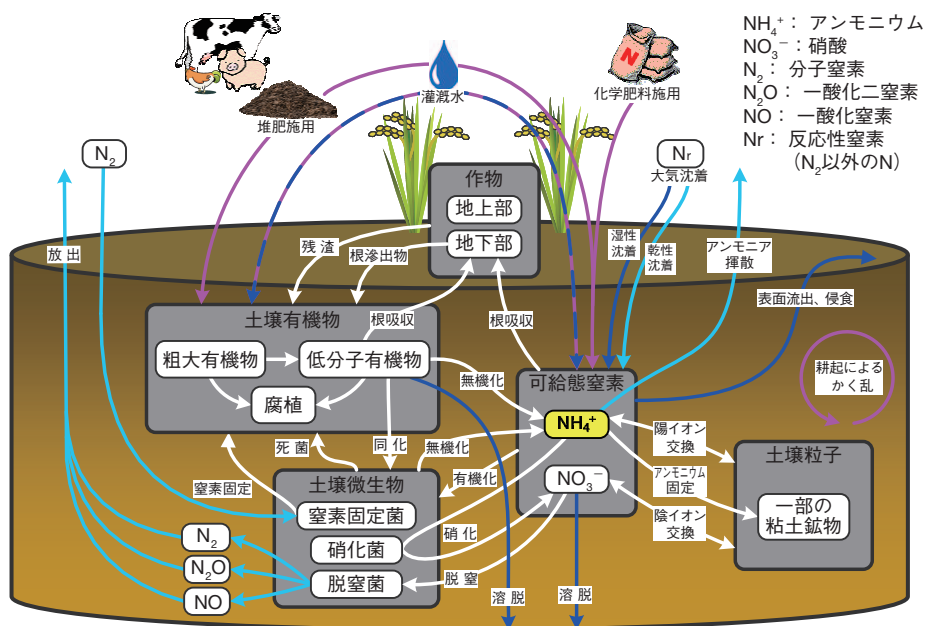 NH₄⁺： アンモニウム
NO₃⁻：硝酸
N₂： 分子窒素
N₂O： 一酸化二窒素
NO： 一酸化窒素
Nr： 反応性窒素
（N₂以外のN）
堆肥施用
灌漑水
N
化学肥料施用
N₂
Nr
大気沈着
作物
地上部
地下部
放出
残渣
根滲出物
湿性
沈着
乾性
沈着
アンモニア
揮散
表面流出、侵食
土壌有機物
根吸収
根吸収
粗大有機物
低分子有機物
腐植
無機化
可給態窒素
NH₄⁺
NO₃⁻
耕起による
かく乱
死菌
同化
無機化
陽イオン
交換
土壌粒子
窒素固定
土壌微生物
有機化
アンモニウム
固定
一部の
粘土鉱物
窒素固定菌
硝化菌
脱窒菌
硝化
陰イオン
交換
脱窒
N₂
N₂O
NO
溶脱
溶脱